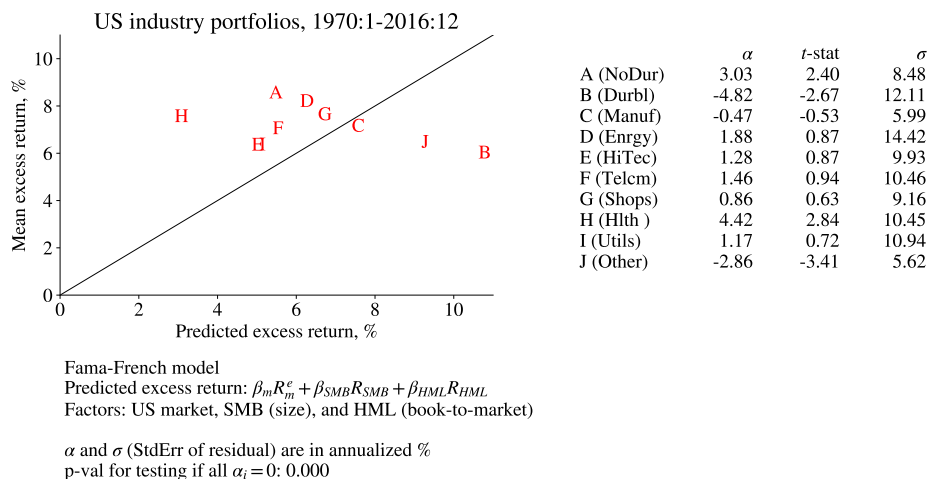 US industry portfolios, 1970:1-2016:12
Mean excess return, %
10
8
6
4
2
0
H
A
D
G
F
C
E
I
J
B
0 2 4 6 8 10
Predicted excess return, %
α t-stat σ
A (NoDur) 3.03 2.40 8.48
B (Durbl) -4.82 -2.67 12.11
C (Manuf) -0.47 -0.53 5.99
D (Enrgy) 1.88 0.87 14.42
E (HiTec) 1.28 0.87 9.93
F (Telcm) 1.46 0.94 10.46
G (Shops) 0.86 0.63 9.16
H (Hlth ) 4.42 2.84 10.45
I (Utils) 1.17 0.72 10.94
J (Other) -2.86 -3.41 5.62
Fama-French model
Predicted excess return: β_m R_m^e + β_SMB R_SMB + β_HML R_HML
Factors: US market, SMB (size), and HML (book-to-market)
α and σ (StdErr of residual) are in annualized %
p-val for testing if all α_i = 0: 0.000